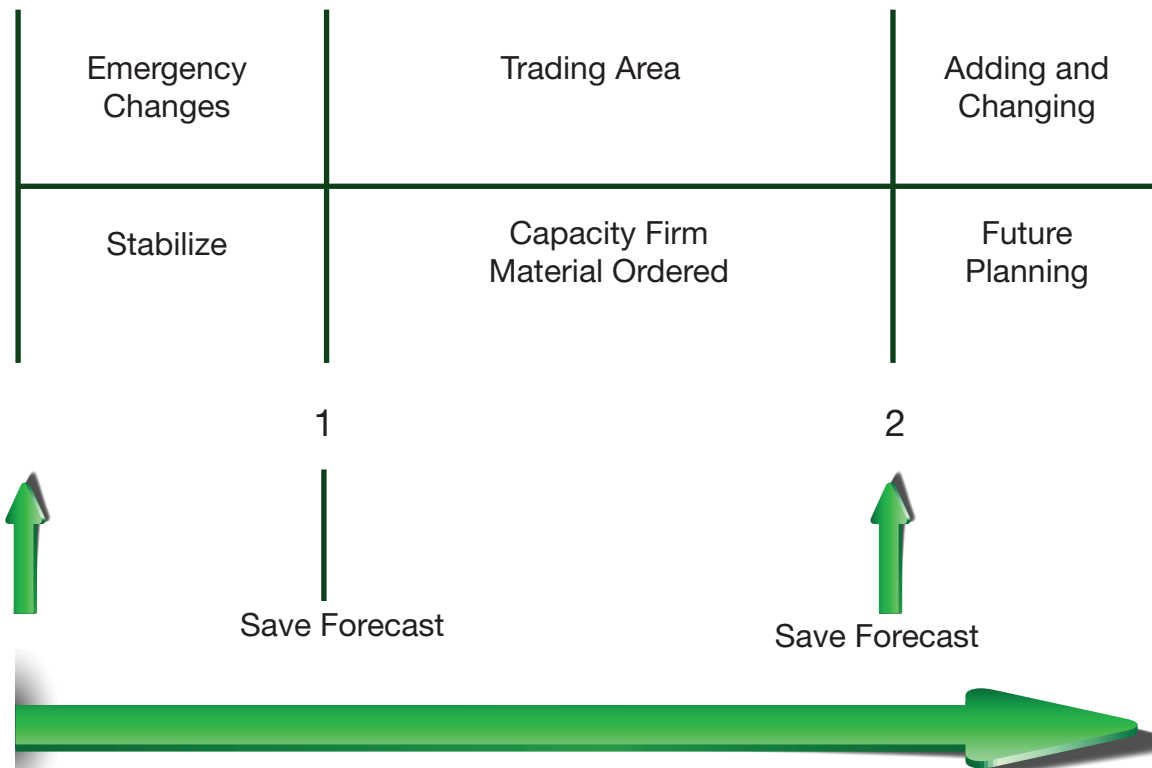 Emergency
Changes
Trading Area
Adding and
Changing
Stabilize
Capacity Firm
Material Ordered
Future
Planning
1
2
Save Forecast
Save Forecast